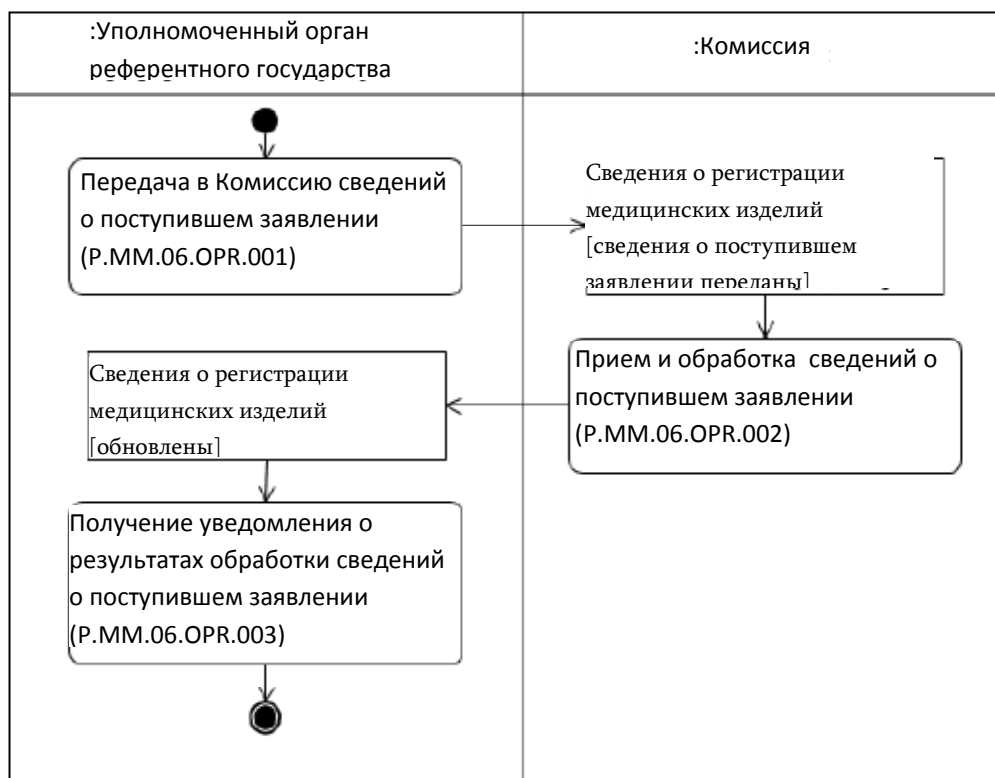 :Уполномоченный орган
референтного государства
:Комиссия
Передача в Комиссию сведений
о поступившем заявлении
(P.MM.06.OPR.001)
Сведения о регистрации
медицинских изделий
[сведения о поступившем
заявлении переданы]
Прием и обработка сведений о
поступившем заявлении
(P.MM.06.OPR.002)
Сведения о регистрации
медицинских изделий
[обновлены]
Получение уведомления о
результатах обработки сведений
о поступившем заявлении
(P.MM.06.OPR.003)